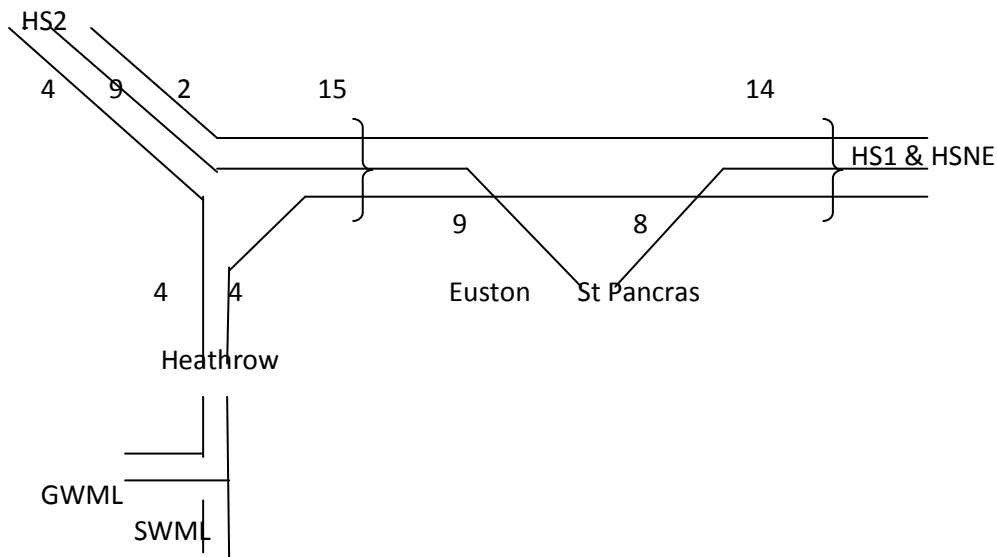 HS2
4 9 2 15 14
HS1 & HSNE
9 8
4 4 Euston St Pancras
Heathrow
GWML
SWML